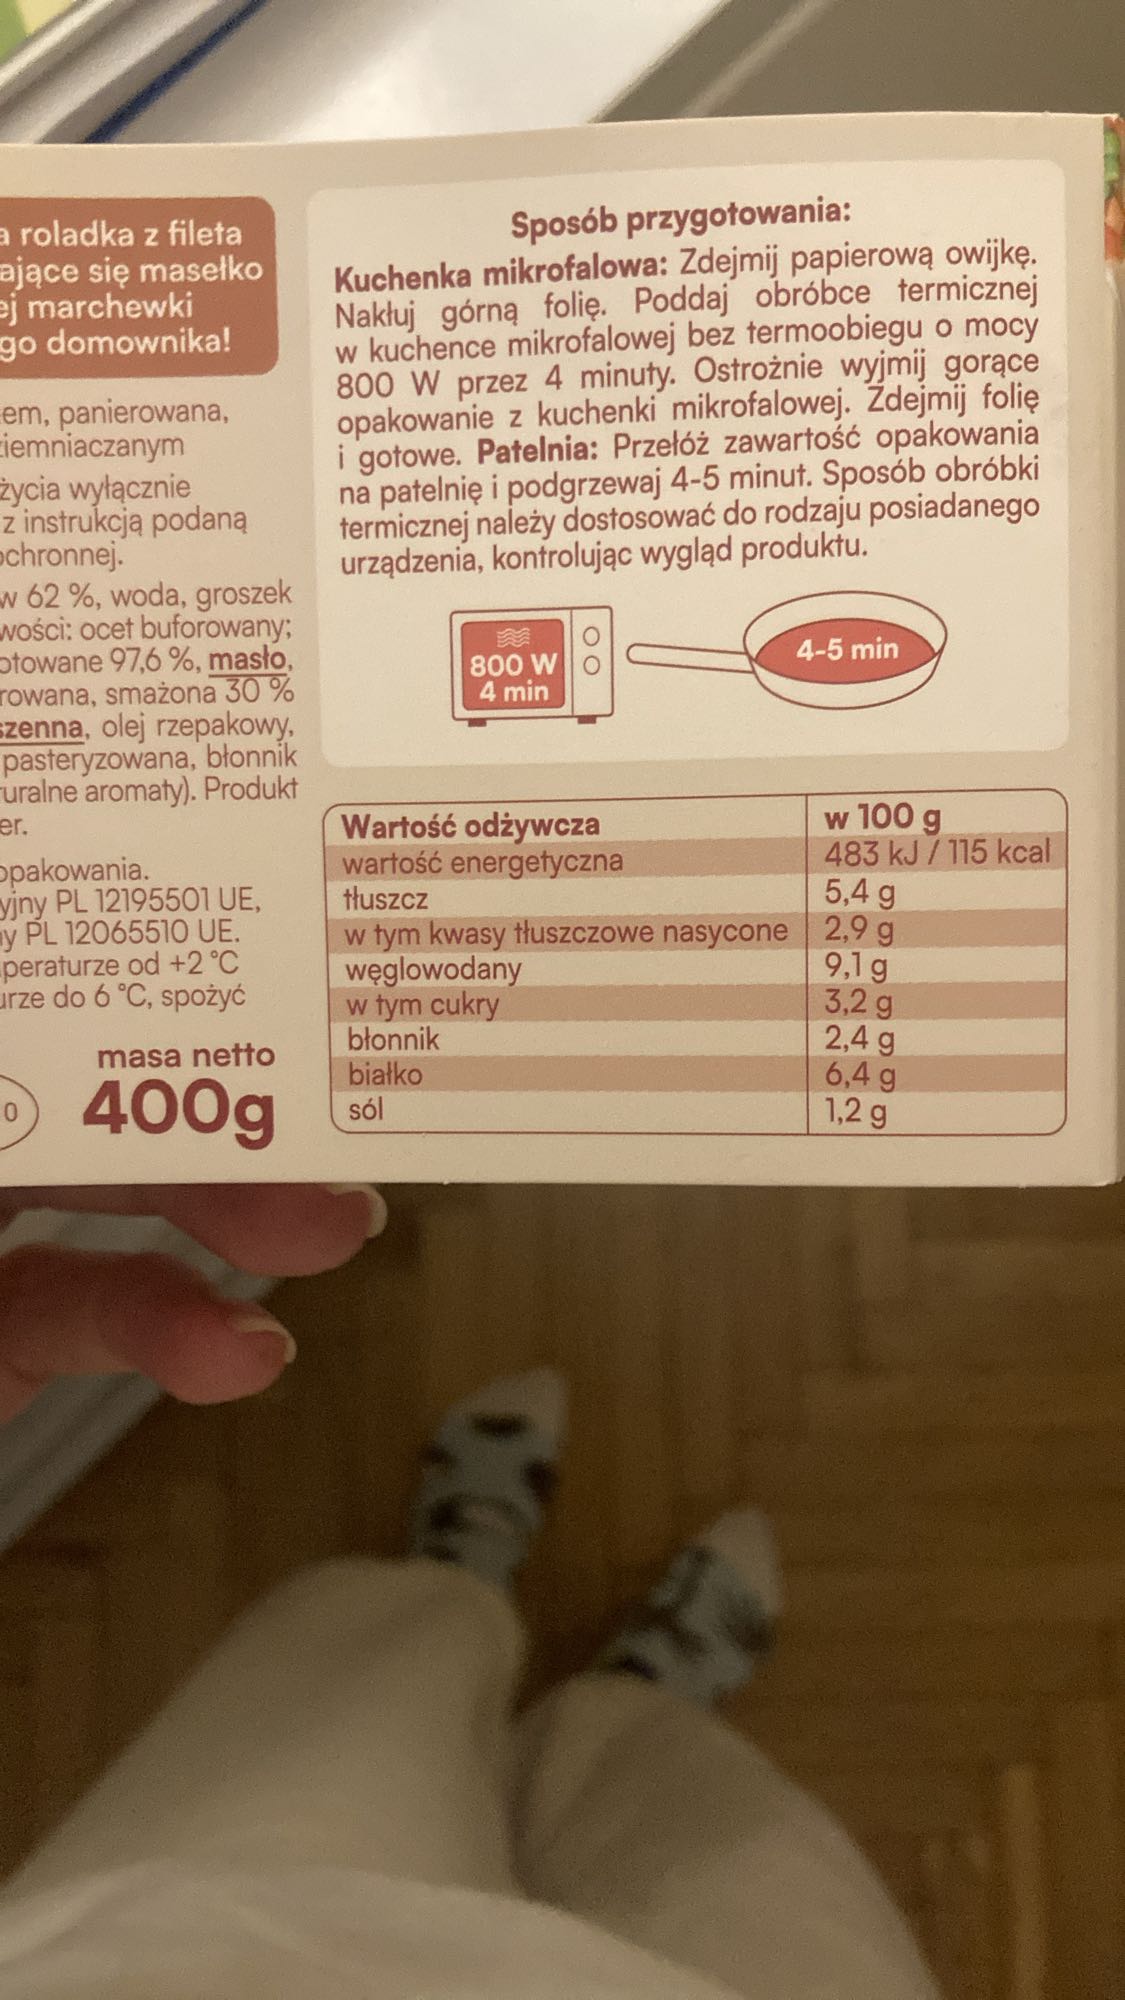 roladka z fileta
ające się masełko
ej marchewki
go domownika!
em, panierowana,
ziemniaczanym
życia wyłącznie
z instrukcją podaną
ochronnej.
w 62 %, woda, groszek
wości: ocet buforowany;
otowane 97,6 %, masło,
rowana, smażona 30 %
szenna, olej rzepakowy,
pasteryzowana, błonnik
turalne aromaty). Produkt
er.
opakowania.
yjny PL 12195501 UE,
ny PL 12065510 UE.
peraturze od +2 °C
urze do 6 °C, spożyć
masa netto
400g
0
Sposób przygotowania:
Kuchenka mikrofalowa: Zdejmij papierową owijkę.
Nakłuj górną folię. Poddaj obróbce termicznej
w kuchence mikrofalowej bez termoobiegu o mocy
800 W przez 4 minuty. Ostrożnie wyjmij gorące
opakowanie z kuchenki mikrofalowej. Zdejmij folię
i gotowe. Patelnia: Przełóż zawartość opakowania
na patelnię i podgrzewaj 4-5 minut. Sposób obróbki
termicznej należy dostosować do rodzaju posiadanego
urządzenia, kontrolując wygląd produktu.
800 W
4 min
4-5 min
Wartość odżywcza w 100 g
wartość energetyczna 483 kJ / 115 kcal
tłuszcz 5,4 g
w tym kwasy tłuszczowe nasycone 2,9 g
węglowodany 9,1 g
w tym cukry 3,2 g
błonnik 2,4 g
białko 6,4 g
sól 1,2 g